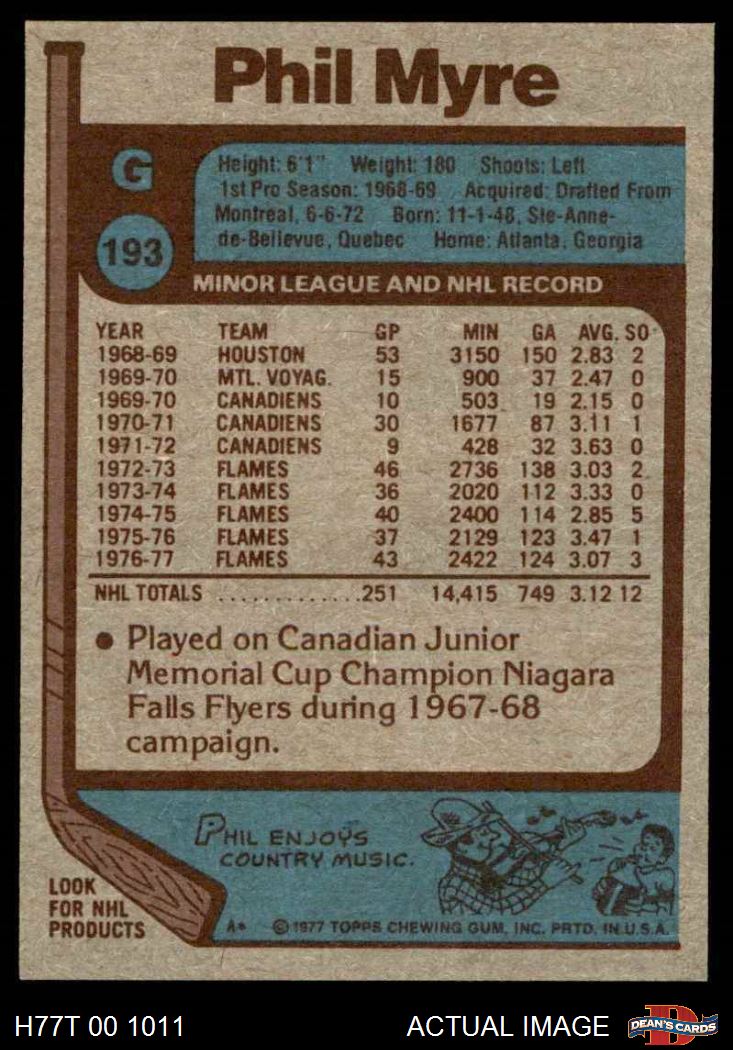 Phil Myre
G
193
Height: 6'1" Weight: 180 Shoots: Left
1st Pro Season: 1968-69 Acquired: Drafted From
Montreal, 6-6-72 Born: 11-1-48, Ste-Anne-
de-Bellevue, Quebec Home: Atlanta, Georgia
MINOR LEAGUE AND NHL RECORD
YEAR TEAM GP MIN GA AVG. SO
1968-69 HOUSTON 53 3150 150 2.83 2
1969-70 MTL. VOYAG. 15 900 37 2.47 0
1969-70 CANADIENS 10 503 19 2.15 0
1970-71 CANADIENS 30 1677 87 3.11 1
1971-72 CANADIENS 9 428 32 3.63 0
1972-73 FLAMES 46 2736 138 3.03 2
1973-74 FLAMES 36 2020 112 3.33 0
1974-75 FLAMES 40 2400 114 2.85 5
1975-76 FLAMES 37 2129 123 3.47 1
1976-77 FLAMES 43 2422 124 3.07 3
NHL TOTALS .............251 14,415 749 3.12 12
• Played on Canadian Junior
Memorial Cup Champion Niagara
Falls Flyers during 1967-68
campaign.
PHIL ENJOYS
COUNTRY MUSIC.
LOOK
FOR NHL
PRODUCTS
A* © 1977 TOPPS CHEWING GUM, INC. PRTD. IN U.S.A.
H77T 00 1011 ACTUAL IMAGE
D
DEAN'S CARDS